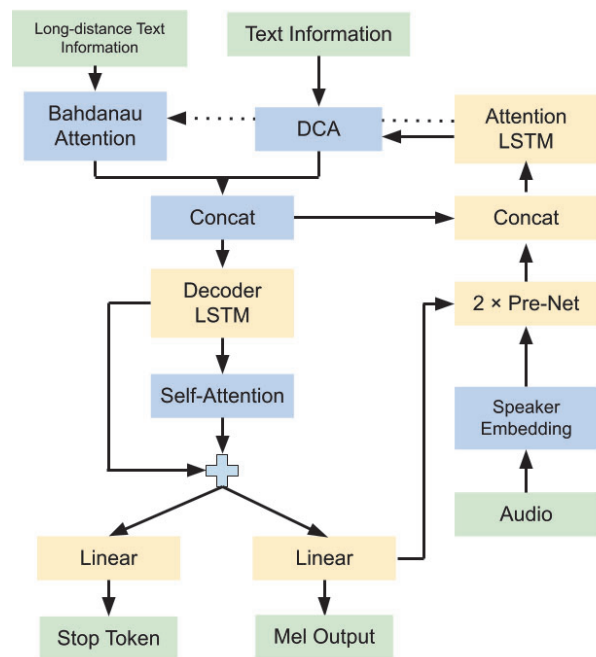 Long-distance Text
Information
Text Information
Bahdanau
Attention
DCA
Attention
LSTM
Concat
Concat
Decoder
LSTM
2 × Pre-Net
Self-Attention
Speaker
Embedding
Audio
Linear
Linear
Stop Token
Mel Output